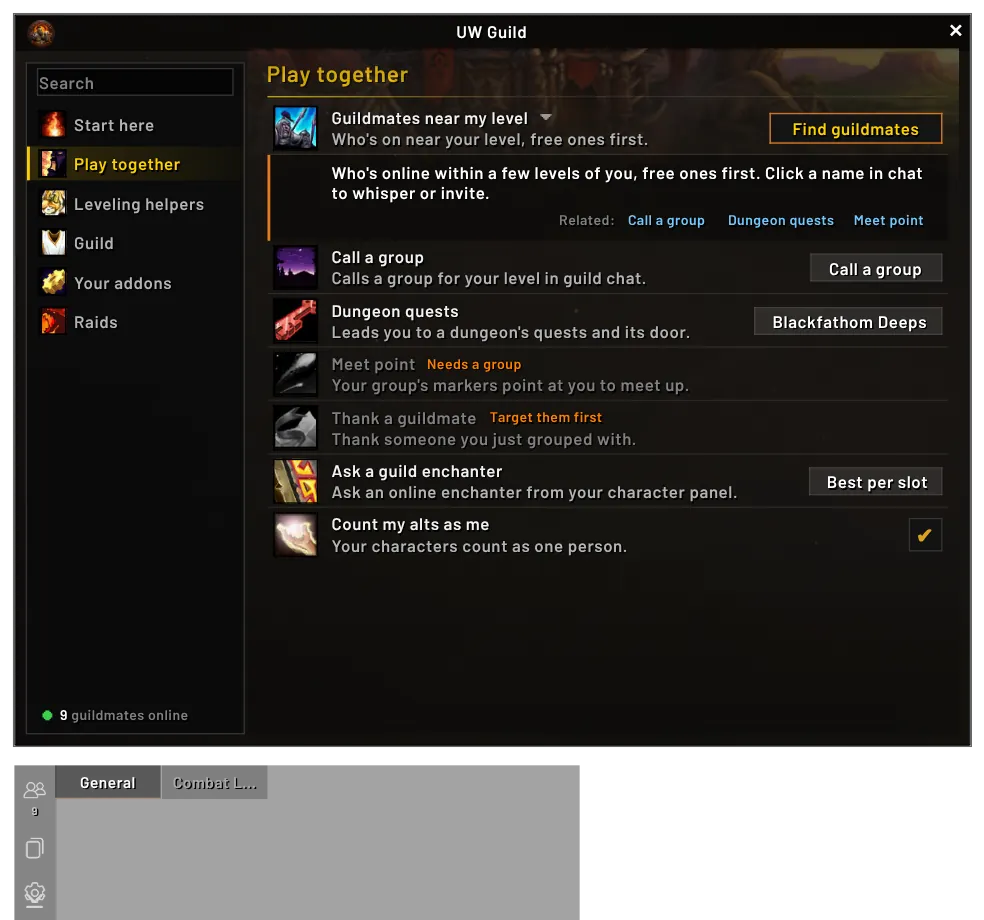 UW Guild
Search
Start here
Play together
Leveling helpers
Guild
Your addons
Raids
9 guildmates online
Play together
Guildmates near my level
Who's on near your level, free ones first.
Find guildmates
Who's online within a few levels of you, free ones first. Click a name in chat
to whisper or invite.
Related: Call a group Dungeon quests Meet point
Call a group
Calls a group for your level in guild chat.
Call a group
Dungeon quests
Leads you to a dungeon's quests and its door.
Blackfathom Deeps
Meet point Needs a group
Your group's markers point at you to meet up.
Thank a guildmate Target them first
Thank someone you just grouped with.
Ask a guild enchanter
Ask an online enchanter from your character panel.
Best per slot
Count my alts as me
Your characters count as one person.
General
Combat L...
9